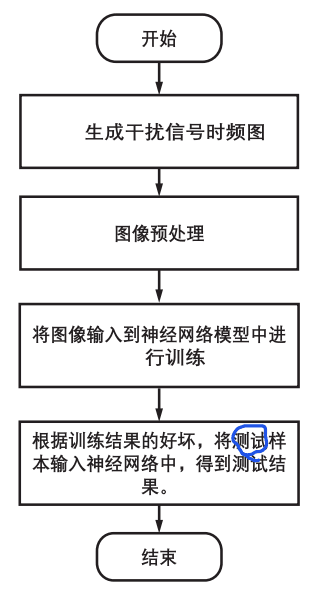 开始
生成干扰信号时频图
图像预处理
将图像输入到神经网络模型中进
行训练
根据训练结果的好坏，将测试样
本输入神经网络中，得到测试结
果。
结束